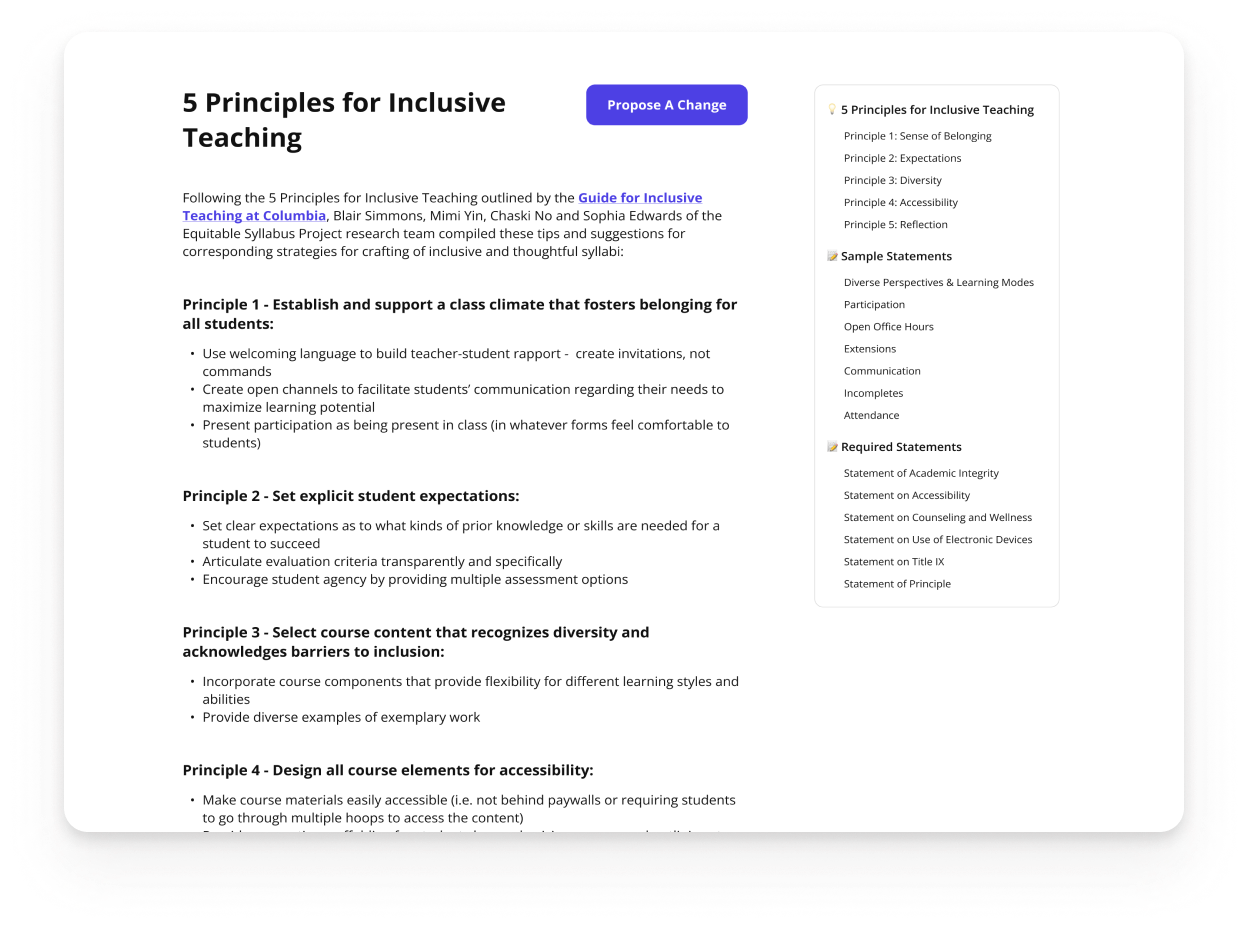 5 Principles for Inclusive
Teaching
Propose A Change
Following the 5 Principles for Inclusive Teaching outlined by the Guide for Inclusive
Teaching at Columbia, Blair Simmons, Mimi Yin, Chaski No and Sophia Edwards of the
Equitable Syllabus Project research team compiled these tips and suggestions for
corresponding strategies for crafting of inclusive and thoughtful syllabi:
Principle 1 - Establish and support a class climate that fosters belonging for
all students:
• Use welcoming language to build teacher-student rapport -  create invitations, not
commands
• Create open channels to facilitate students’ communication regarding their needs to
maximize learning potential
• Present participation as being present in class (in whatever forms feel comfortable to
students)
Principle 2 - Set explicit student expectations:
• Set clear expectations as to what kinds of prior knowledge or skills are needed for a
student to succeed
• Articulate evaluation criteria transparently and specifically
• Encourage student agency by providing multiple assessment options
Principle 3 - Select course content that recognizes diversity and
acknowledges barriers to inclusion:
• Incorporate course components that provide flexibility for different learning styles and
abilities
• Provide diverse examples of exemplary work
Principle 4 - Design all course elements for accessibility:
• Make course materials easily accessible (i.e. not behind paywalls or requiring students
to go through multiple hoops to access the content)
💡 5 Principles for Inclusive Teaching
Principle 1: Sense of Belonging
Principle 2: Expectations
Principle 3: Diversity
Principle 4: Accessibility
Principle 5: Reflection
📝 Sample Statements
Diverse Perspectives & Learning Modes
Participation
Open Office Hours
Extensions
Communication
Incompletes
Attendance
📝 Required Statements
Statement of Academic Integrity
Statement on Accessibility
Statement on Counseling and Wellness
Statement on Use of Electronic Devices
Statement on Title IX
Statement of Principle